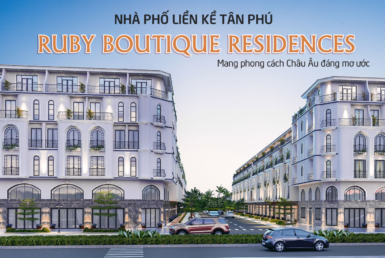 NHÀ PHỐ LIỀN KỀ TÂN PHÚ
RUBY BOUTIQUE RESIDENCES
Mang phong cách Châu Âu đáng mơ ước